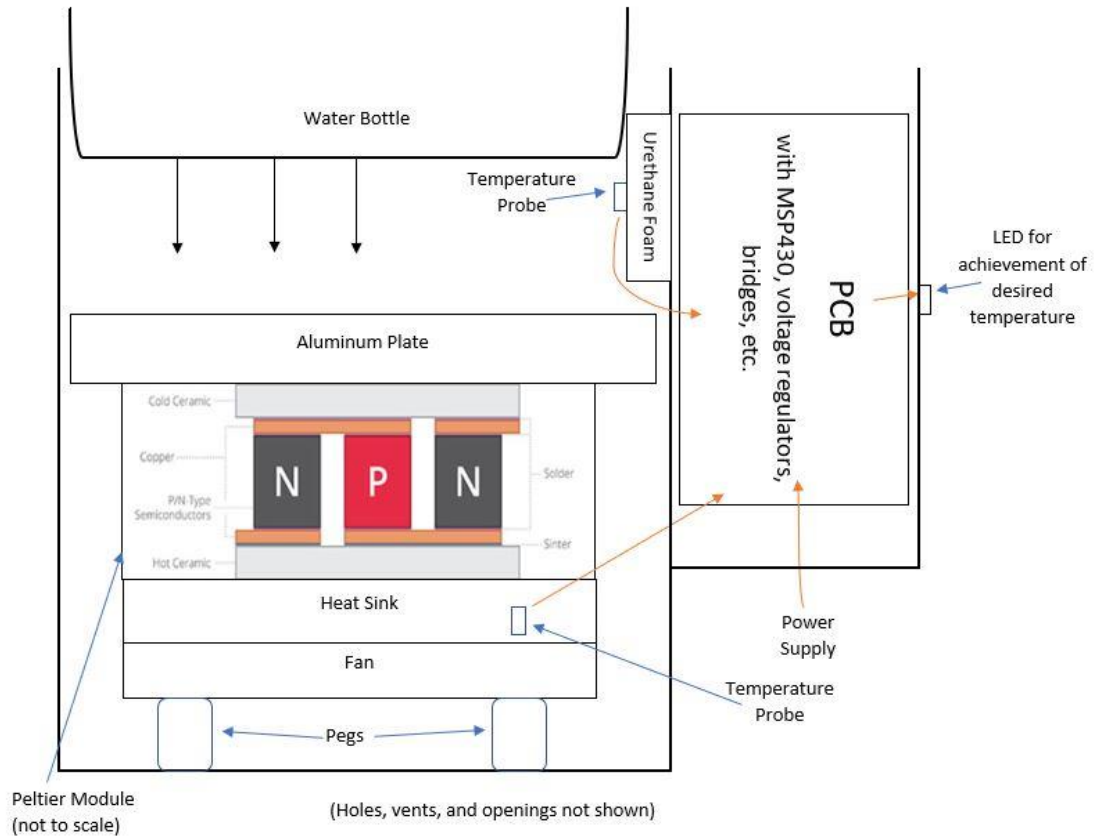 Water Bottle
Temperature
Probe
Urethane Foam
PCB
with MSP430, voltage regulators,
bridges, etc.
LED for
achievement of
desired
temperature
Aluminum Plate
Cold Ceramic
Copper
N
P
N
Solder
P/N-Type
Semiconductors
Sinter
Hot Ceramic
Heat Sink
Fan
Power
Supply
Temperature
Probe
Pegs
Peltier Module
(not to scale)
(Holes, vents, and openings not shown)